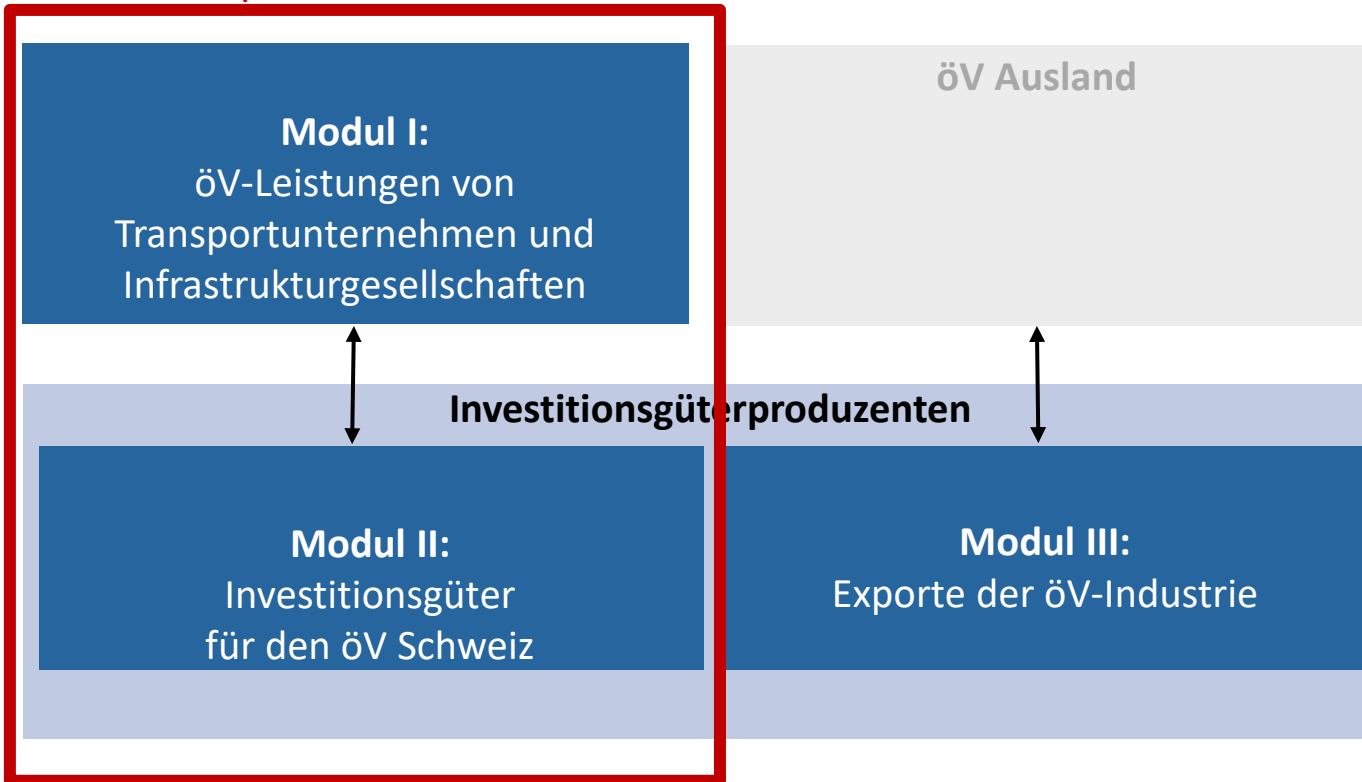 Modul I:
öV-Leistungen von
Transportunternehmen und
Infrastrukturgesellschaften
öV Ausland
Investitionsgüterproduzenten
Modul II:
Investitionsgüter
für den öV Schweiz
Modul III:
Exporte der öV-Industrie